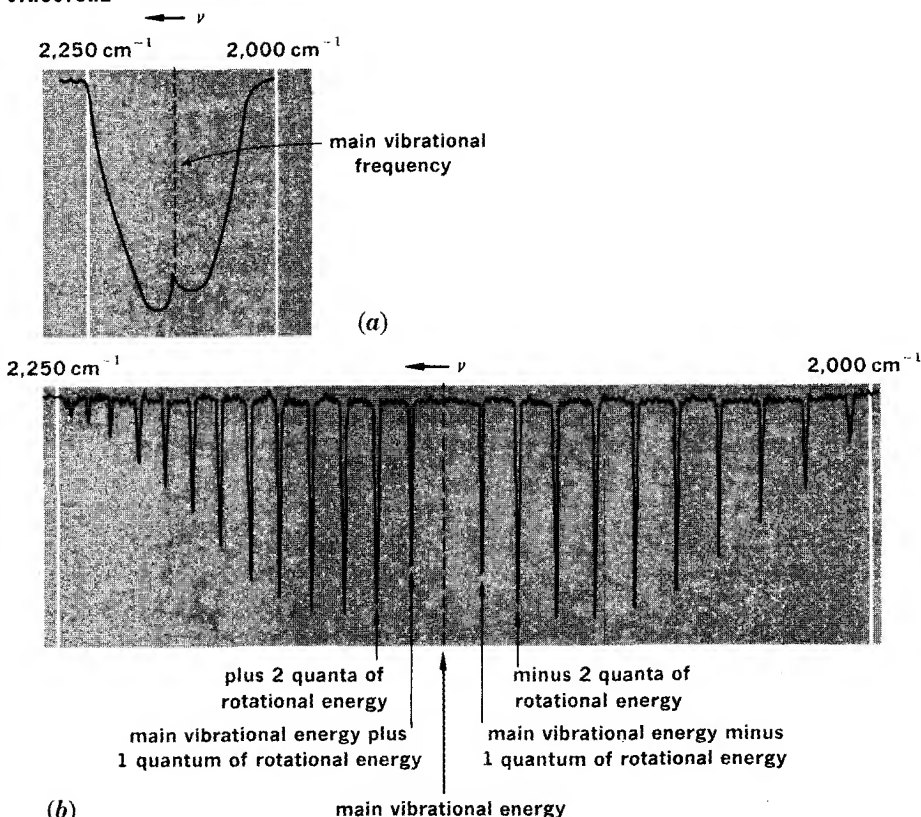 ← ν
2,250 cm⁻¹ 2,000 cm⁻¹
main vibrational
frequency
(a)
2,250 cm⁻¹ ← ν 2,000 cm⁻¹
plus 2 quanta of
rotational energy
minus 2 quanta of
rotational energy
main vibrational energy plus
1 quantum of rotational energy
main vibrational energy minus
1 quantum of rotational energy
(b)
main vibrational energy